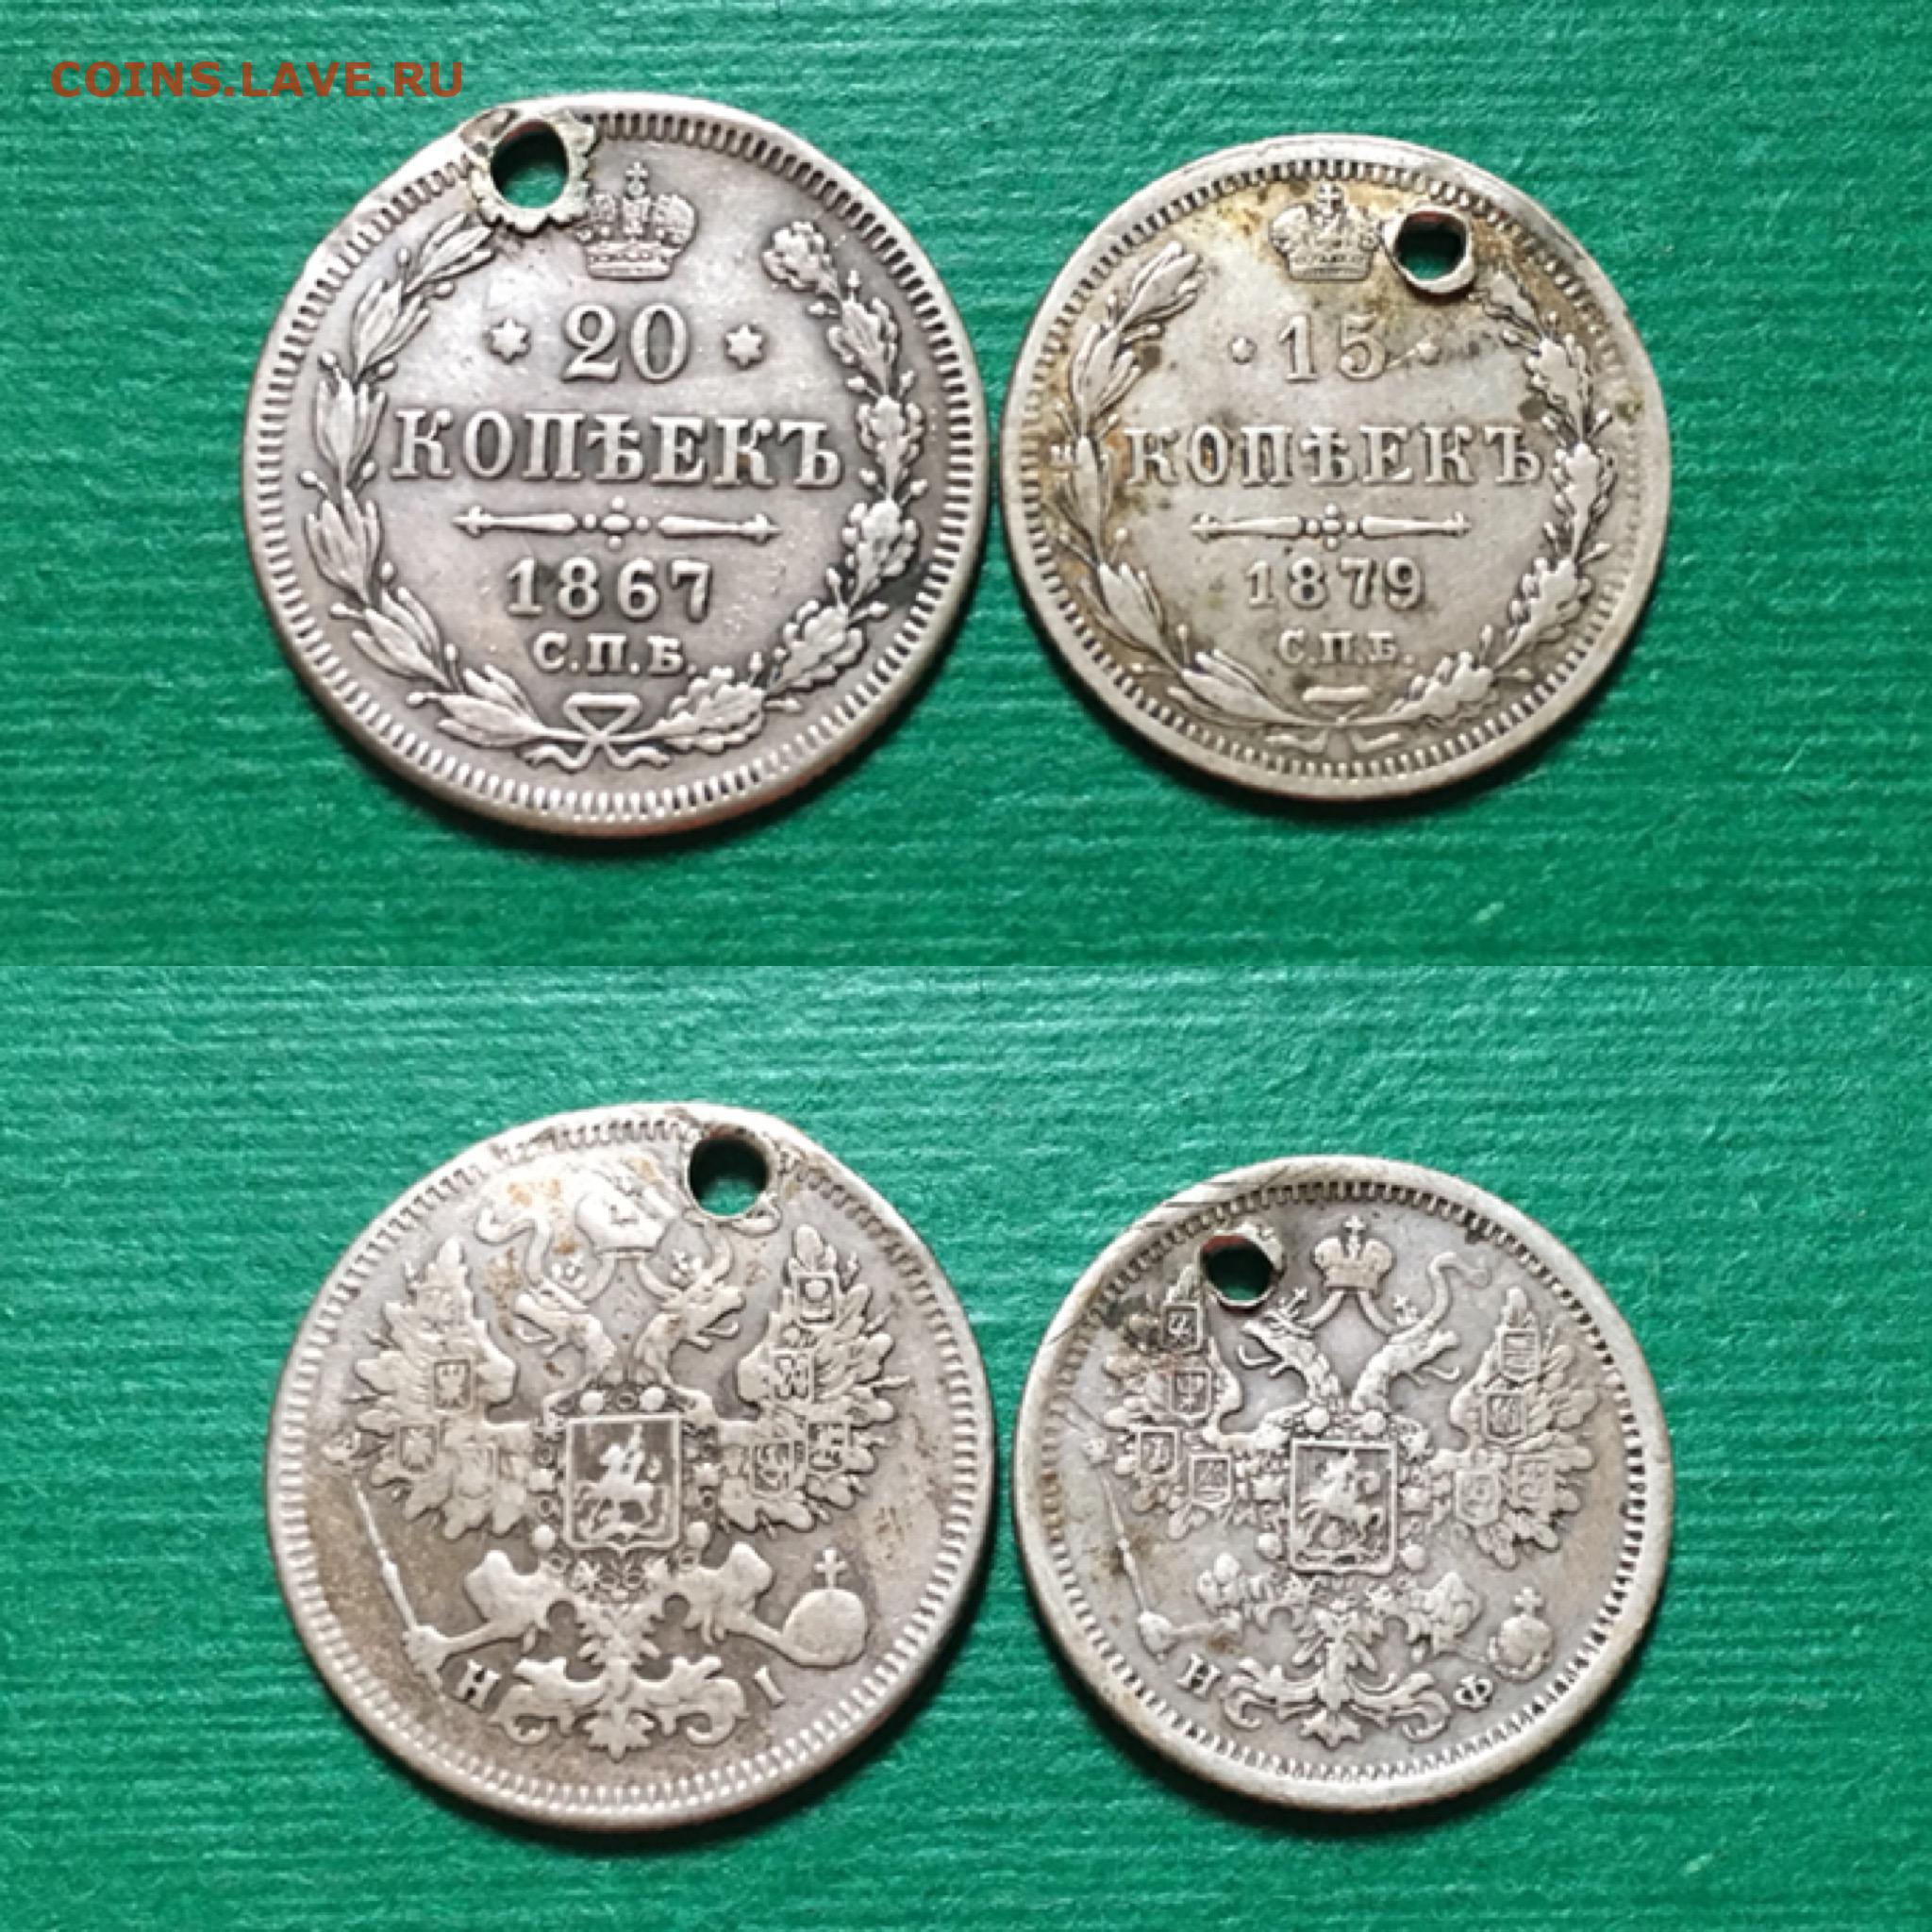 COINS.LAVE.RU
20
КОПѢЕКЪ
1867
С.П.Б.
15
КОПѢЕКЪ
1879
С.П.Б.
Н I
Н Ф